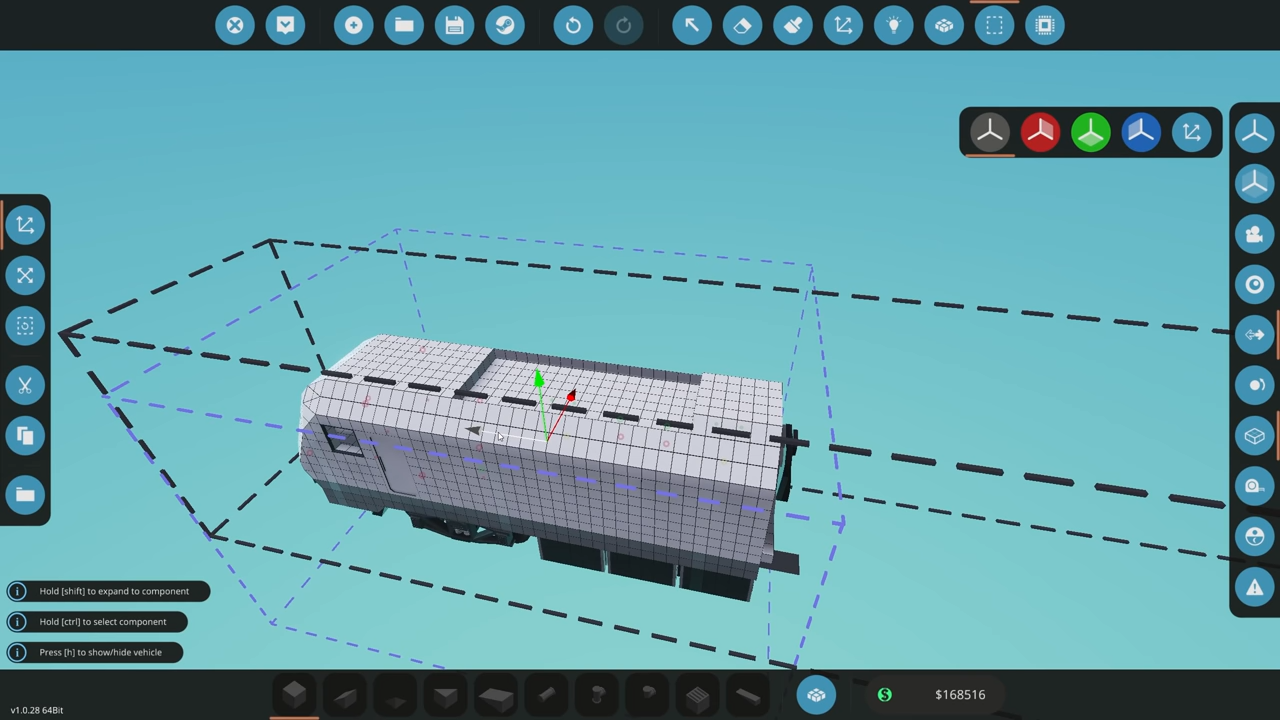 Hold [shift] to expand to component
Hold [ctrl] to select component
Press [h] to show/hide vehicle
v1.0.28 64Bit
$168516